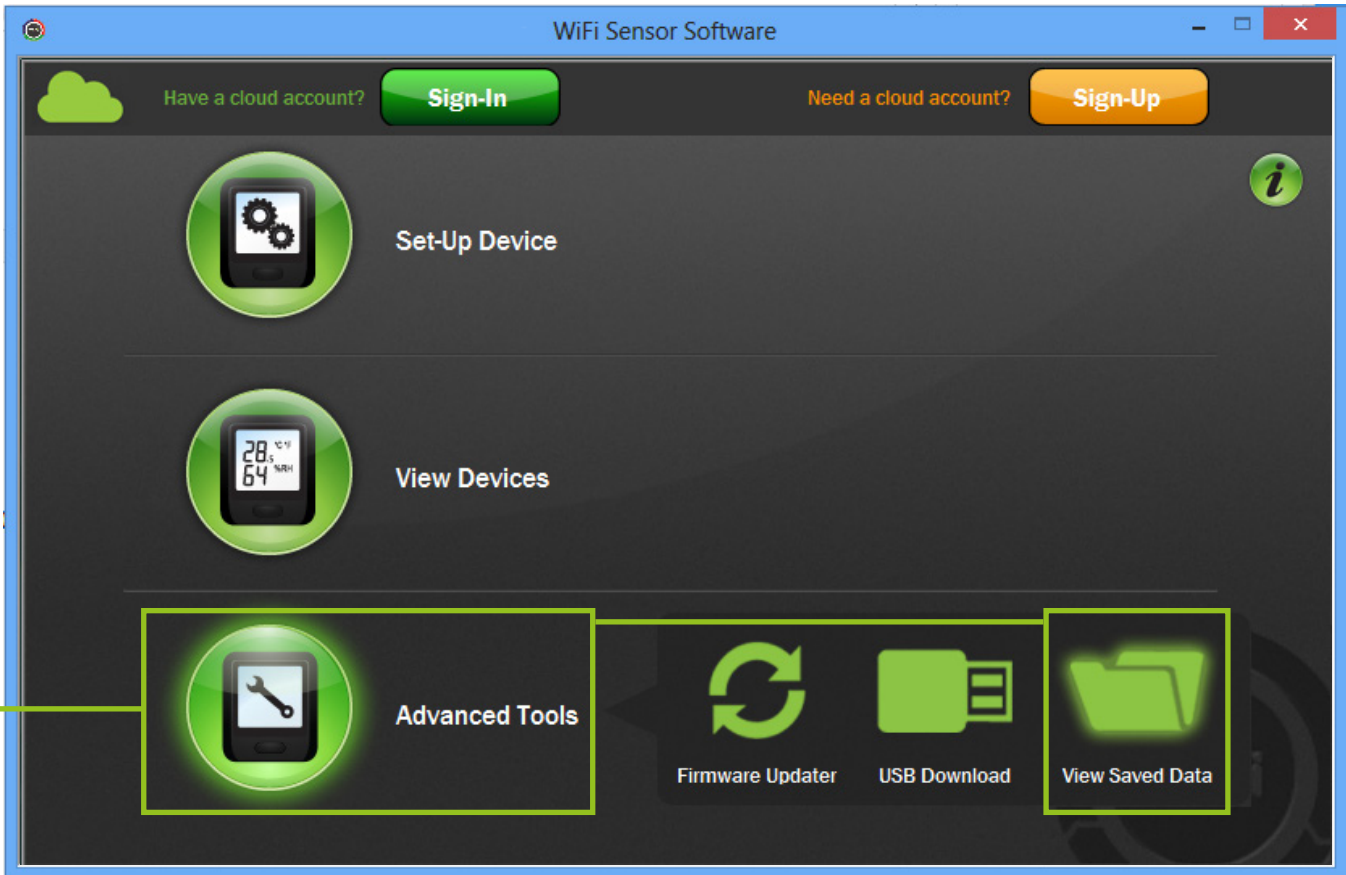 WiFi Sensor Software
Have a cloud account?
Sign-In
Need a cloud account?
Sign-Up
i
Set-Up Device
28.5 °C °F
64 %RH
View Devices
Advanced Tools
Firmware Updater
USB Download
View Saved Data